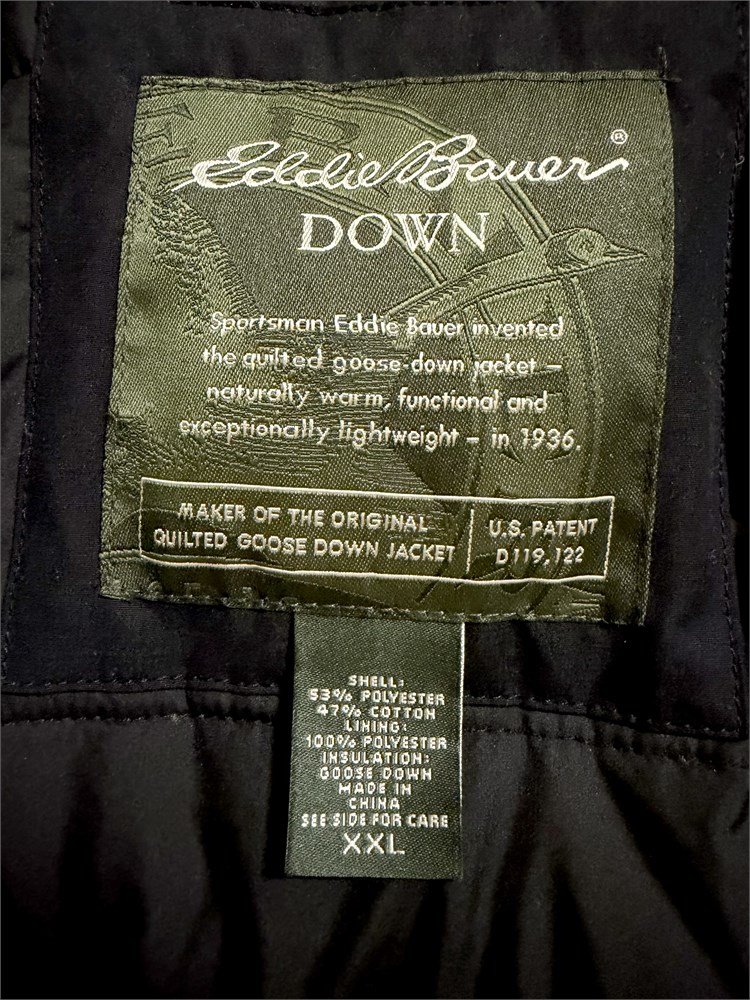 Eddie Bauer®
DOWN
Sportsman Eddie Bauer invented
the quilted goose-down jacket –
naturally warm, functional and
exceptionally lightweight – in 1936.
MAKER OF THE ORIGINAL
QUILTED GOOSE DOWN JACKET
U.S. PATENT
D119,122
SHELL:
53% POLYESTER
47% COTTON
LINING:
100% POLYESTER
INSULATION:
GOOSE DOWN
MADE IN
CHINA
SEE SIDE FOR CARE
XXL